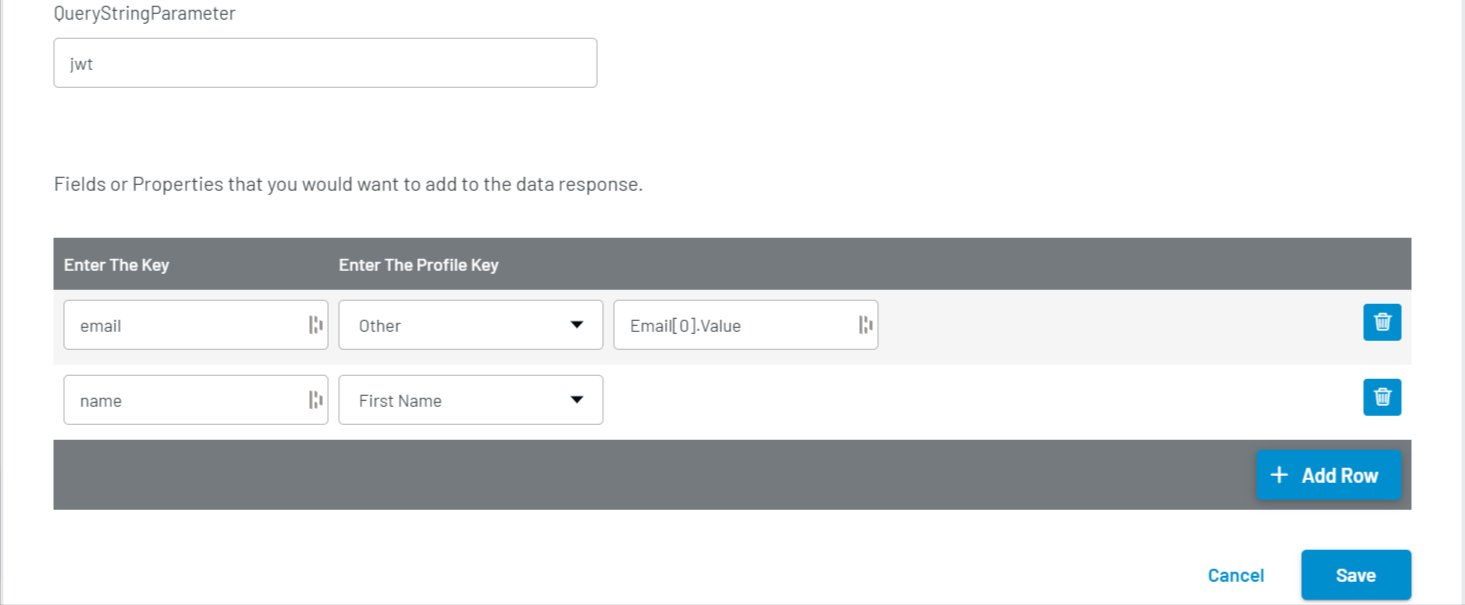 QueryStringParameter
jwt
Fields or Properties that you would want to add to the data response.
Enter The Key Enter The Profile Key
email Other Email[0].Value
name First Name
+ Add Row
Cancel Save